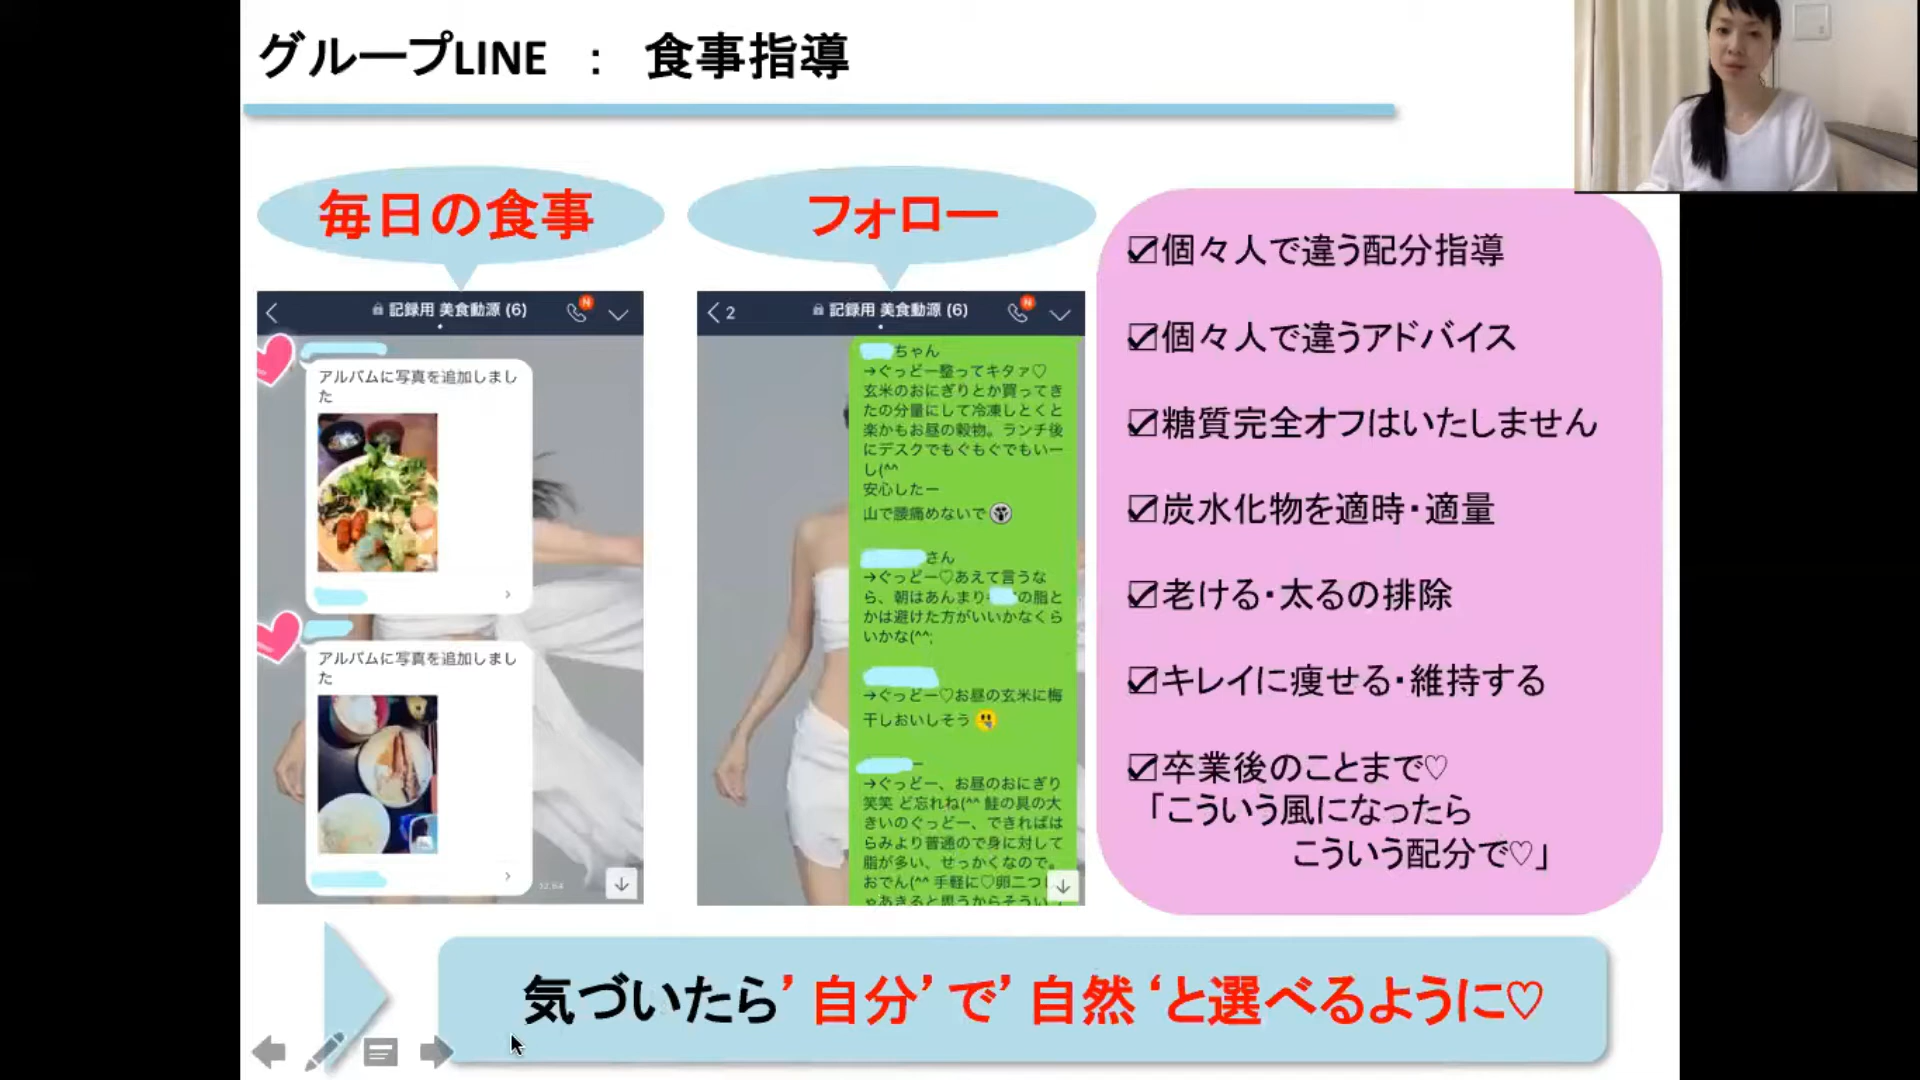 グループLINE : 食事指導
毎日の食事
フォロー
記録用 美食動源 (6)
N
アルバムに写真を追加しまし
た
アルバムに写真を追加しまし
た
12:54
2
記録用 美食動源 (6)
N
ちゃん
→ぐっどー整ってキタァ♡
玄米のおにぎりとか買ってき
たの分量にして冷凍しとくと
楽かもお昼の穀物。ランチ後
にデスクでもぐもぐでもいー
し(^^
安心したー
山で腰痛めないで
さん
→ぐっどー♡あえて言うな
ら、朝はあんまり の脂と
かは避けた方がいいかなくら
いかな(^^;
→ぐっどー♡お昼の玄米に梅
干しおいしそう
ー
→ぐっどー、お昼のおにぎり
笑笑 ど忘れね(^^ 鮭の具の大
きいのぐっどー、できればは
らみより普通ので身に対して
脂が多い、せっかくなので。
おでん(^^ 手軽に♡卵二つ
ゃあきると思うからそうい
☑個々人で違う配分指導
☑個々人で違うアドバイス
☑糖質完全オフはいたしません
☑炭水化物を適時・適量
☑老ける・太るの排除
☑キレイに痩せる・維持する
☑卒業後のことまで♡
「こういう風になったら
こういう配分で♡」
気づいたら’自分’で’自然‘と選べるように♡